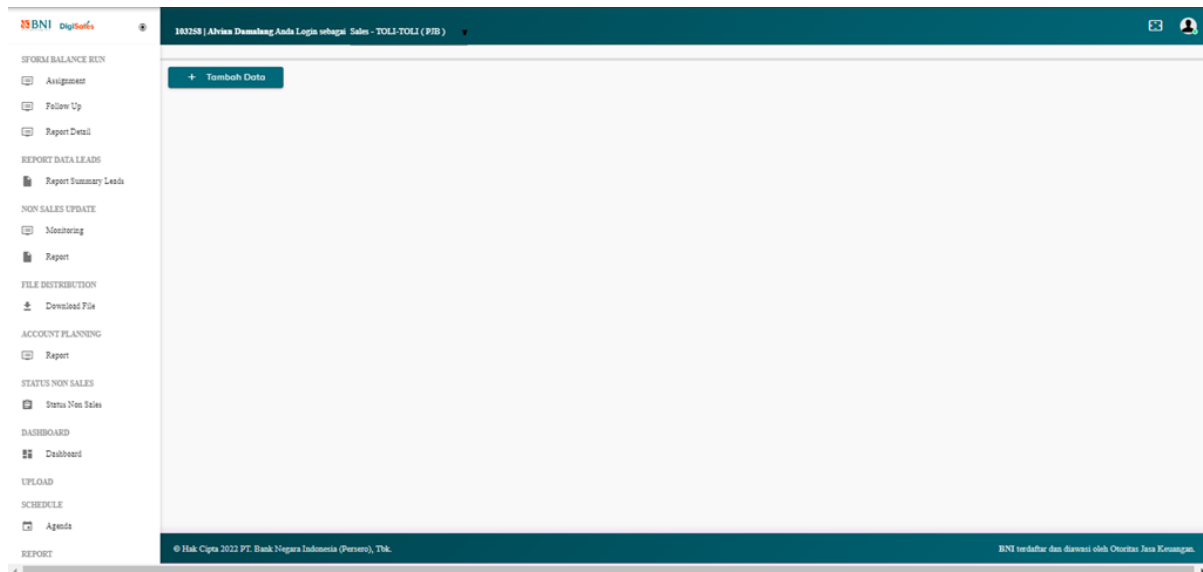 BNI DigiSales
103258 | Alvian Damalang Anda Login sebagai Sales - TOLI-TOLI ( PJB )
SFORM BALANCE RUN
Assignment
Follow Up
Report Detail
REPORT DATA LEADS
Report Summary Leads
NON SALES UPDATE
Monitoring
Report
FILE DISTRIBUTION
Download File
ACCOUNT PLANNING
Report
STATUS NON SALES
Status Non Sales
DASHBOARD
Dashboard
UPLOAD
SCHEDULE
Agenda
REPORT
+ Tambah Data
© Hak Cipta 2022 PT. Bank Negara Indonesia (Persero), Tbk.
BNI terdaftar dan diawasi oleh Otoritas Jasa Keuangan.